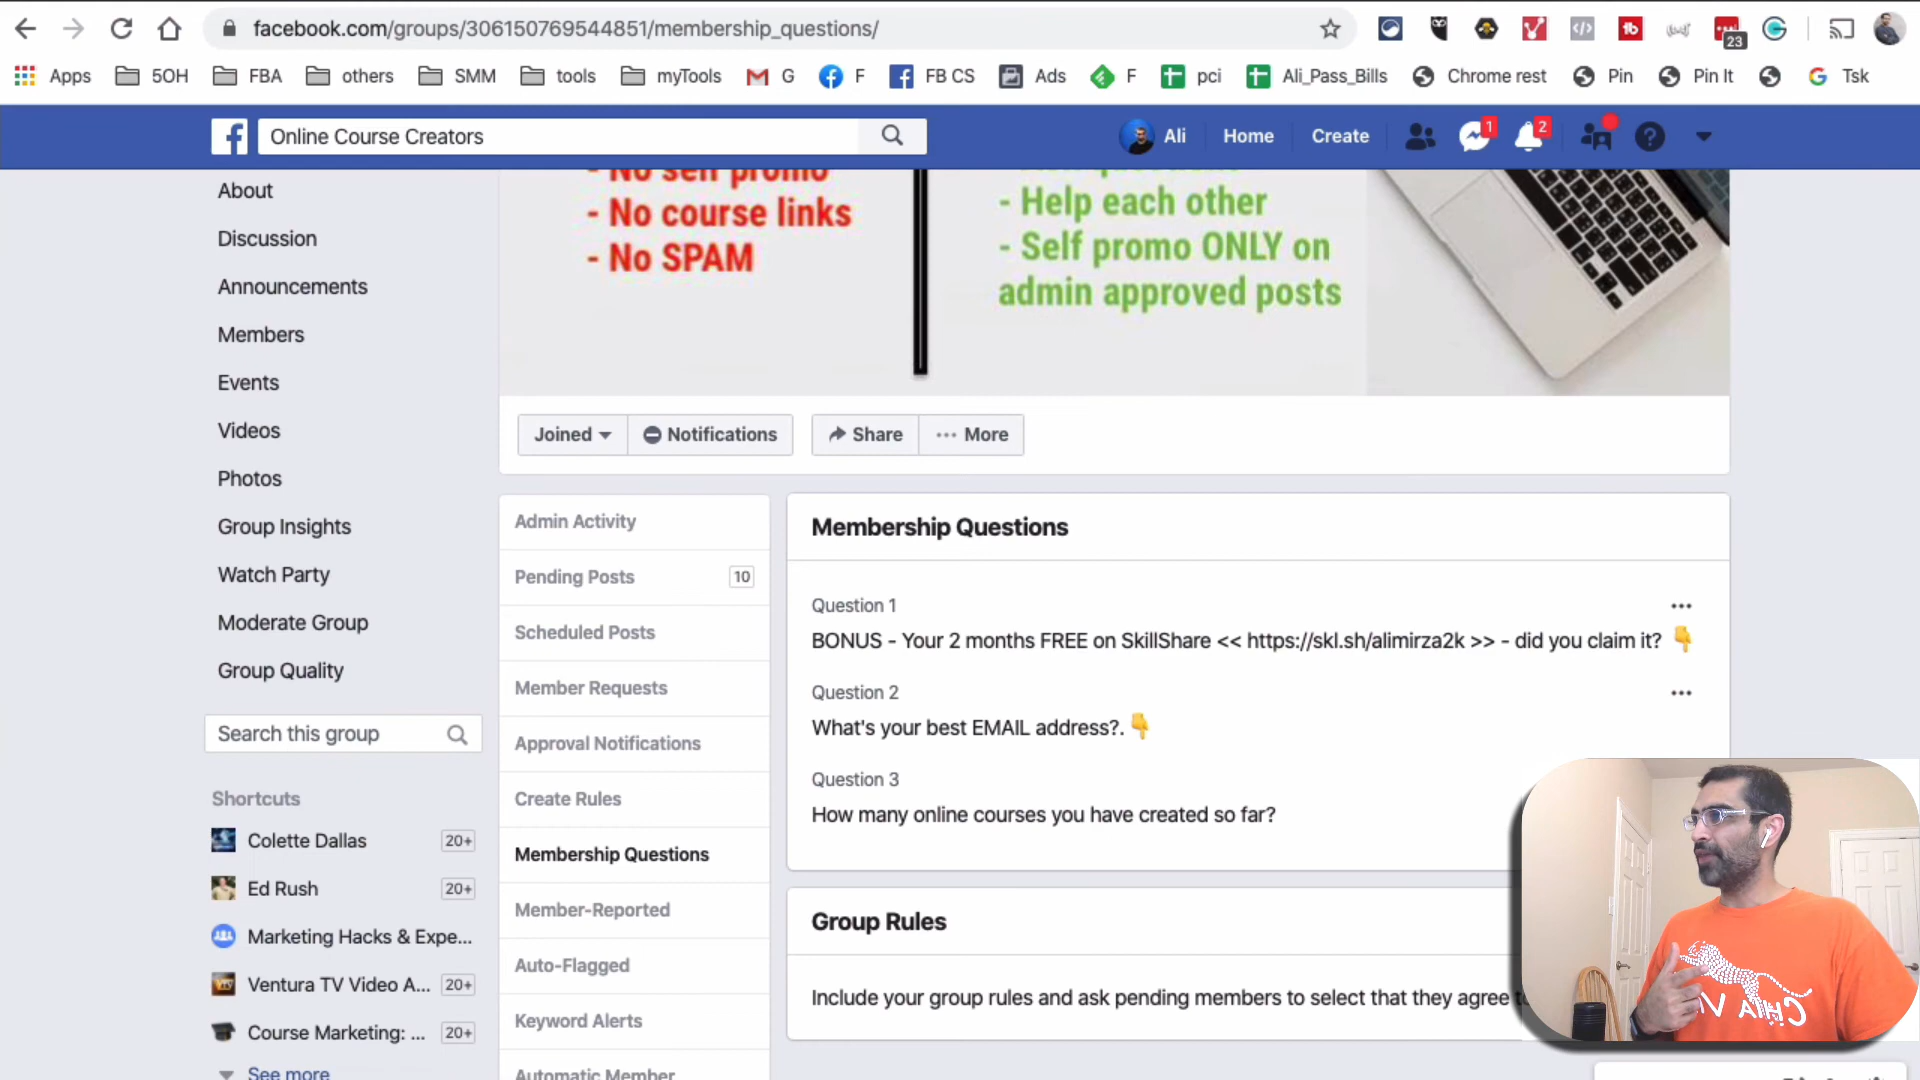 facebook.com/groups/306150769544851/membership_questions/
23
Apps 5OH FBA others SMM tools myTools G F FB CS Ads F pci Ali_Pass_Bills Chrome rest Pin Pin It Tsk
Online Course Creators
Ali Home Create 1 2
About
Discussion
Announcements
Members
Events
Videos
Photos
Group Insights
Watch Party
Moderate Group
Group Quality
Search this group
Shortcuts
Colette Dallas 20+
Ed Rush 20+
Marketing Hacks & Expe...
Ventura TV Video A... 20+
Course Marketing: ... 20+
See more
- No self promo
- No course links
- No SPAM
- Help each other
- Self promo ONLY on
admin approved posts
Joined Notifications Share More
Admin Activity
Pending Posts 10
Scheduled Posts
Member Requests
Approval Notifications
Create Rules
Membership Questions
Member-Reported
Auto-Flagged
Keyword Alerts
Automatic Member
Membership Questions
Question 1
BONUS - Your 2 months FREE on SkillShare << https://skl.sh/alimirza2k >> - did you claim it? 👇
Question 2
What's your best EMAIL address?. 👇
Question 3
How many online courses you have created so far?
Group Rules
Include your group rules and ask pending members to select that they agree